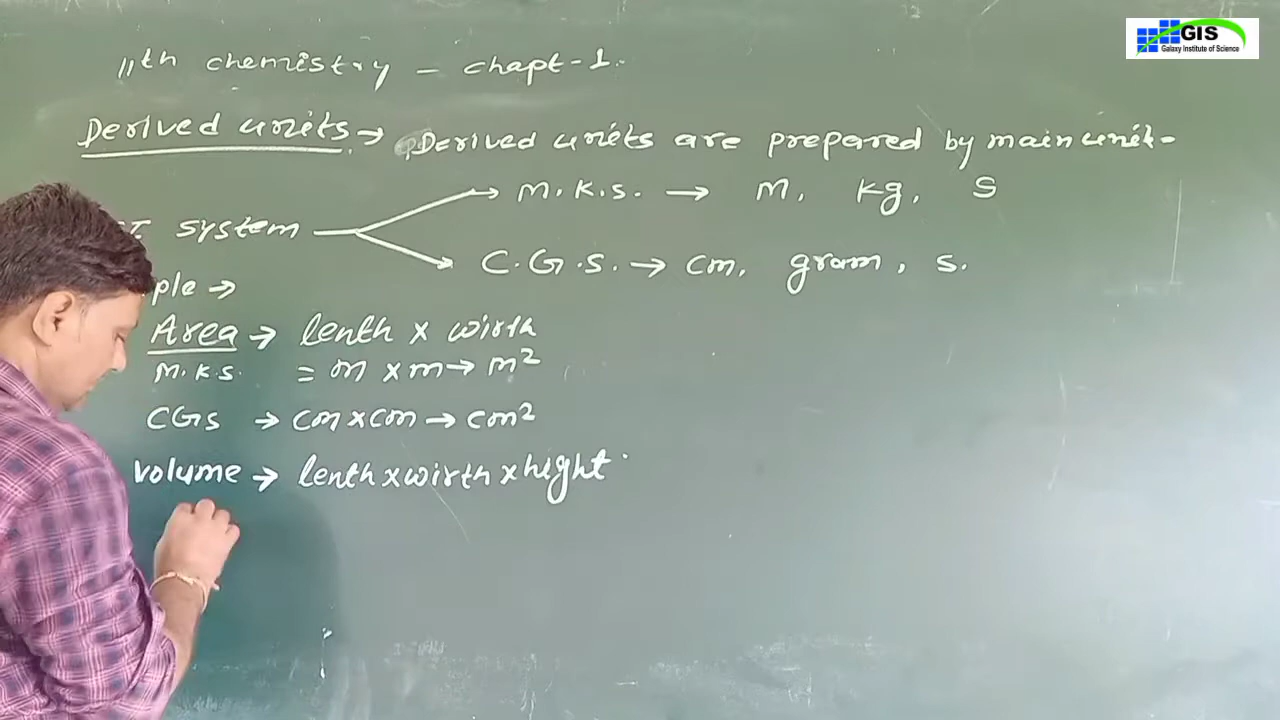 GIS
Galaxy Institute of Science
11th chemistry - chapt-1.
Derived units → Derived units are prepared by main unit-
system → M.K.S. → M, kg, S
→ C.G.S. → cm, gram, s.
ple →
Area → lenth x wirth
M.K.S. = m x m → m²
CGS → cm x cm → cm²
volume → lenth x wirth x hight